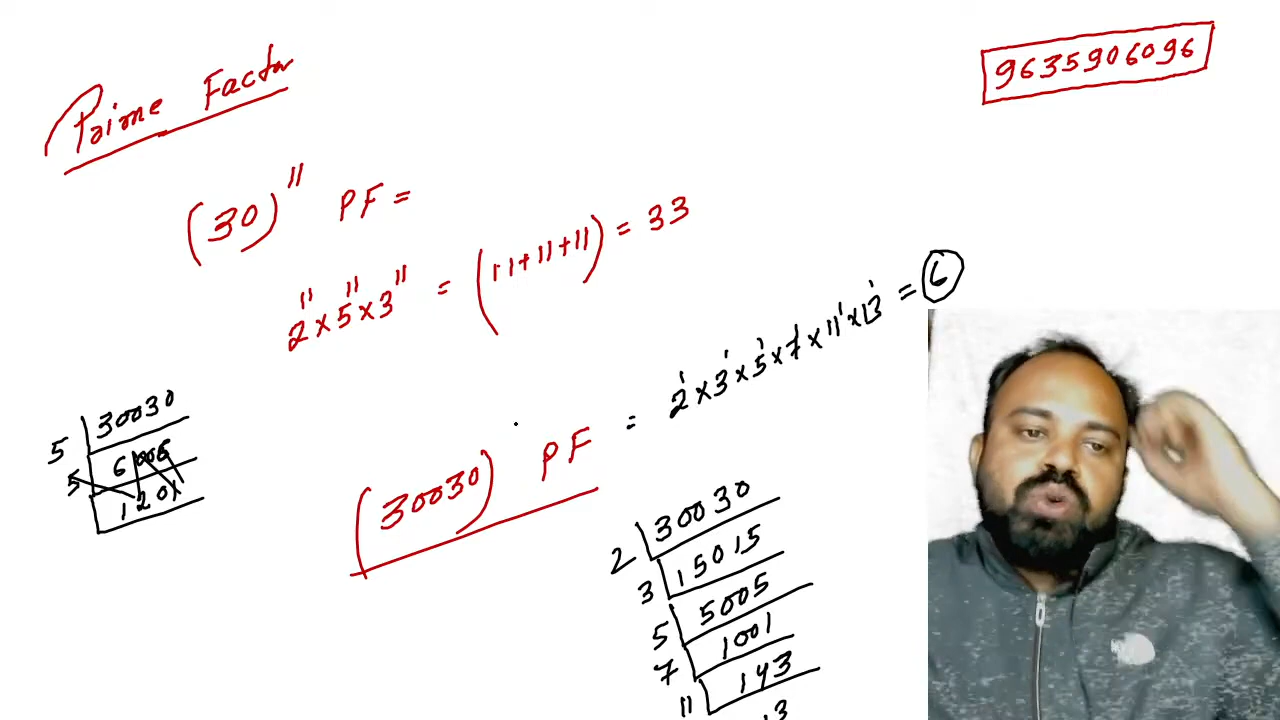 Prime Factor
9635906096
(30)^11 PF =
2^11 × 5^11 × 3^11 = (11+11+11) = 33
(30030) PF = 2^1 × 3^1 × 5^1 × 7^1 × 11^1 × 13^1 = 6
5 | 30030
5 | 6006
1201
2 | 30030
3 | 15015
5 | 5005
7 | 1001
11 | 143
13